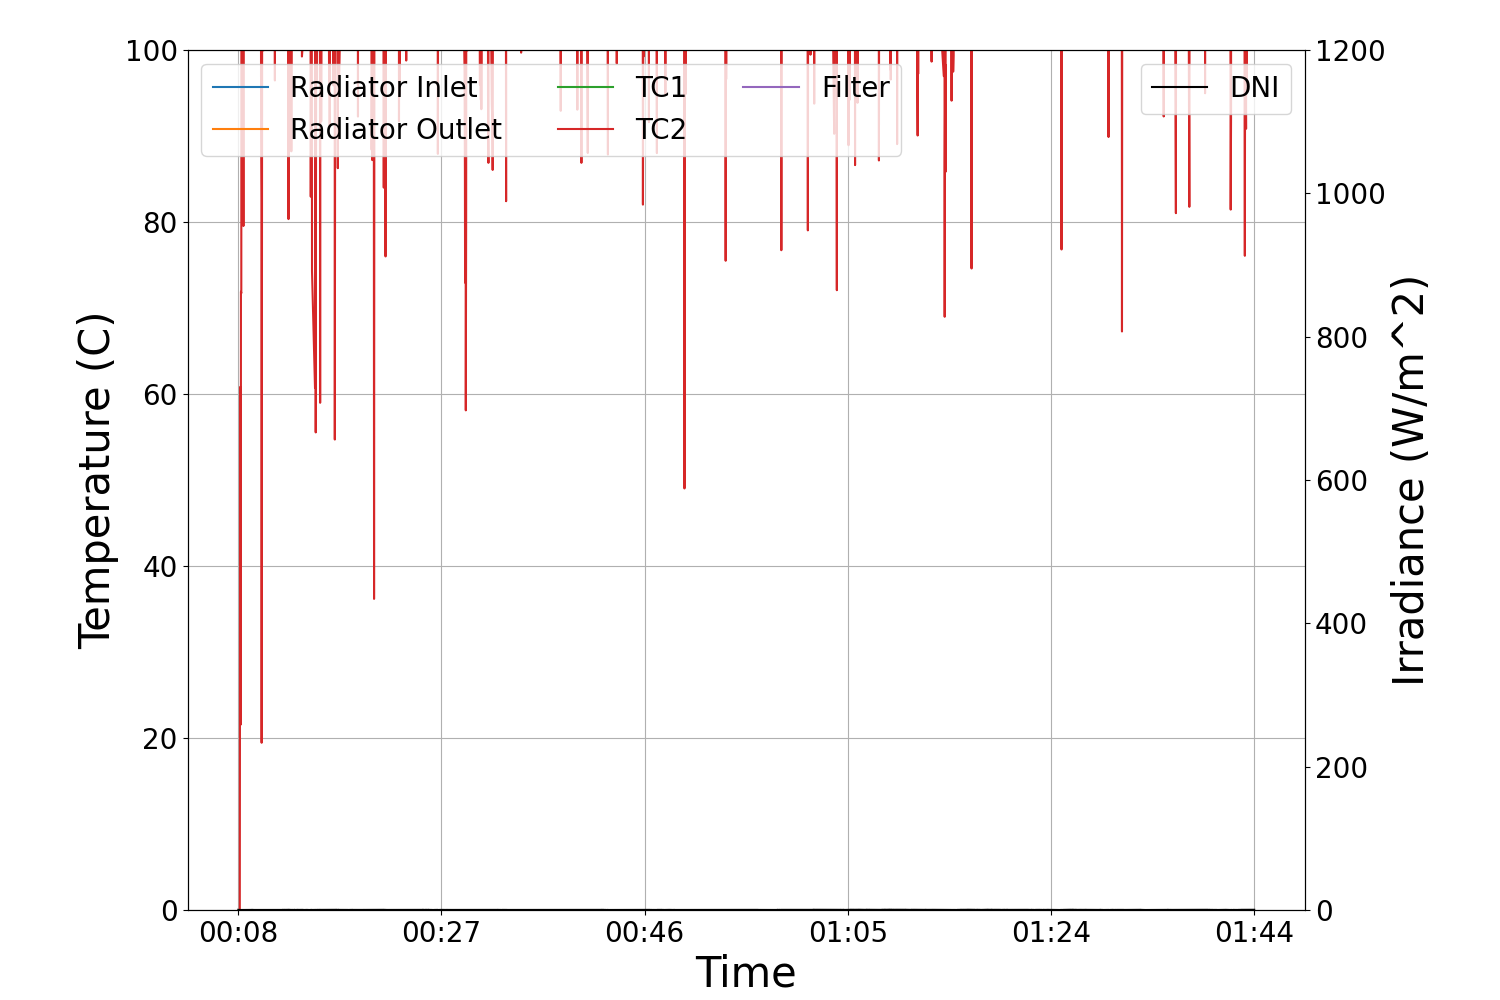 100
80
60
40
20
0
Temperature (C)
Radiator Inlet
Radiator Outlet
TC1
TC2
Filter
DNI
1200
1000
800
600
400
200
0
Irradiance (W/m^2)
00:08 00:27 00:46 01:05 01:24 01:44
Time